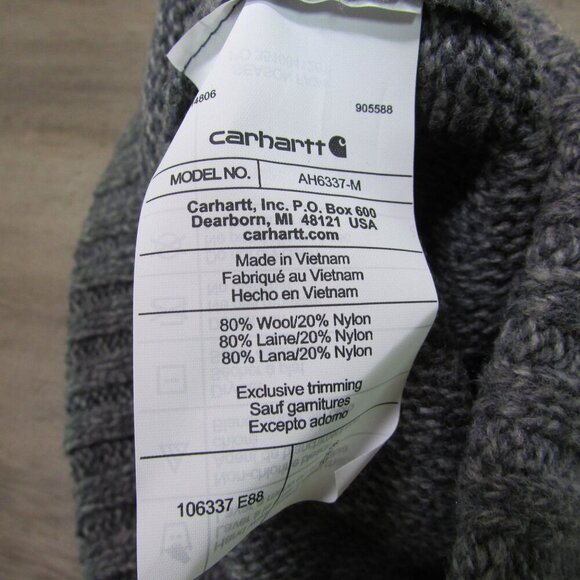 4806 905588
carhartt
MODEL NO. AH6337-M
Carhartt, Inc. P.O. Box 600
Dearborn, MI 48121 USA
carhartt.com
Made in Vietnam
Fabriqué au Vietnam
Hecho en Vietnam
80% Wool/20% Nylon
80% Laine/20% Nylon
80% Lana/20% Nylon
Exclusive trimming
Sauf garnitures
Excepto adorno
106337 E88